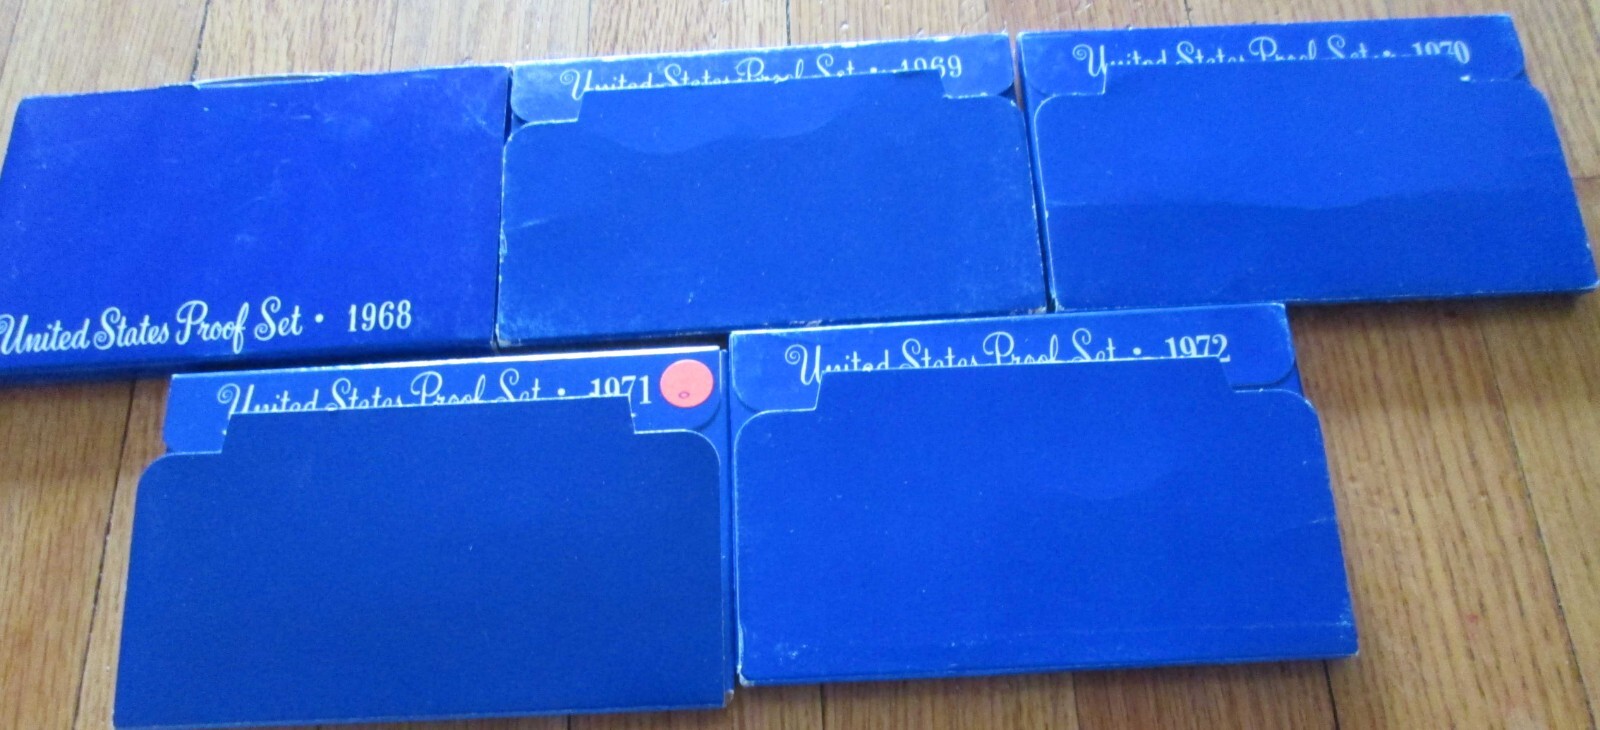 United States Proof Set • 1968
United States Proof Set • 1969
United States Proof Set • 1970
United States Proof Set • 1971
United States Proof Set • 1972